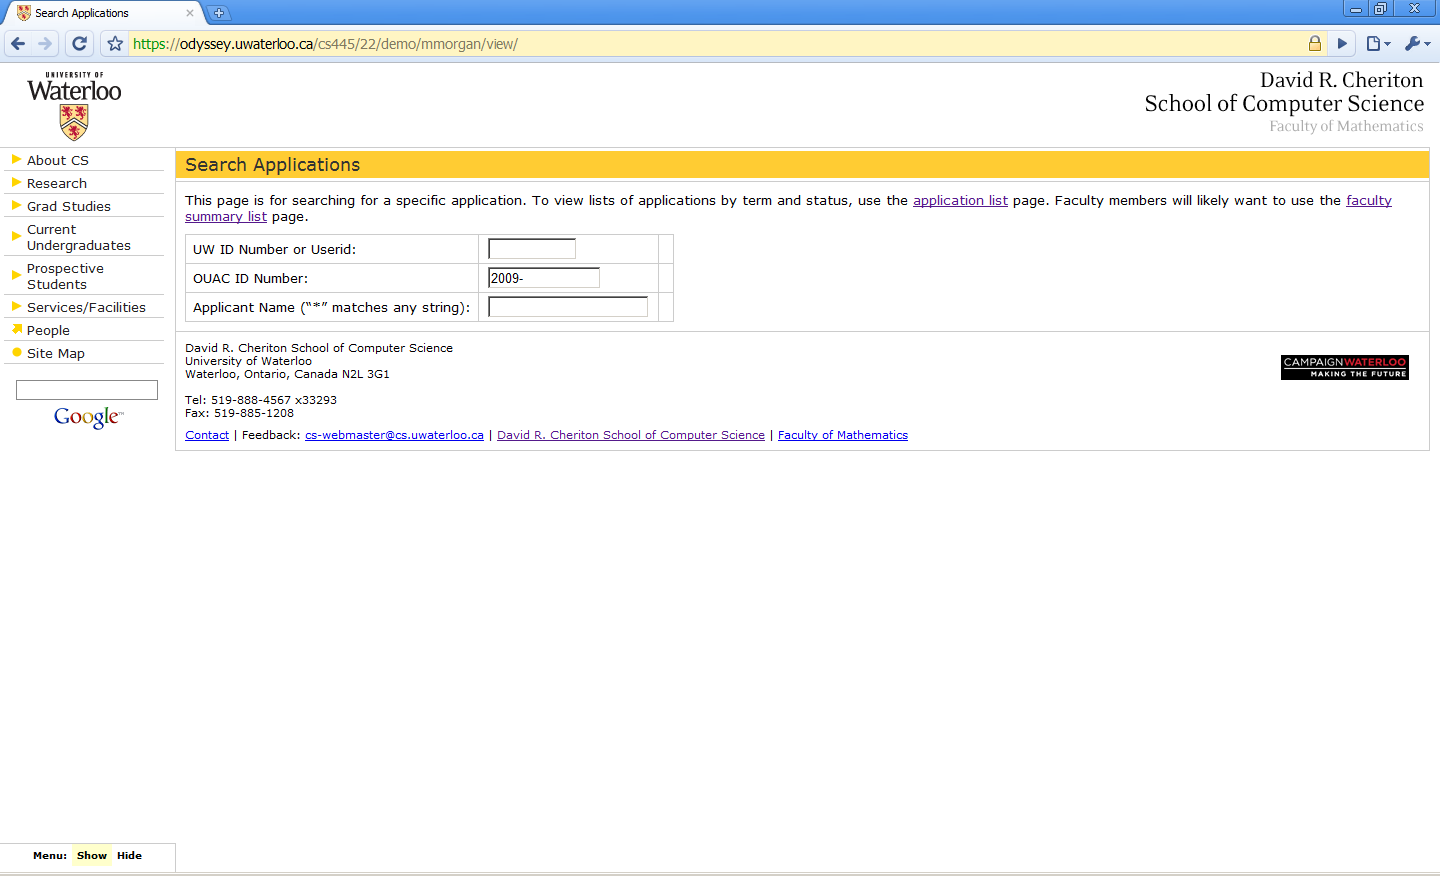 Search Applications
https://odyssey.uwaterloo.ca/cs445/22/demo/mmorgan/view/
UNIVERSITY OF
Waterloo
David R. Cheriton
School of Computer Science
Faculty of Mathematics
About CS
Research
Grad Studies
Current
Undergraduates
Prospective
Students
Services/Facilities
People
Site Map
Google™
Search Applications
This page is for searching for a specific application. To view lists of applications by term and status, use the application list page. Faculty members will likely want to use the faculty
summary list page.
UW ID Number or Userid:
OUAC ID Number: 2009-
Applicant Name (“*” matches any string):
David R. Cheriton School of Computer Science
University of Waterloo
Waterloo, Ontario, Canada N2L 3G1
Tel: 519-888-4567 x33293
Fax: 519-885-1208
CAMPAIGNWATERLOO
MAKING THE FUTURE
Contact | Feedback: cs-webmaster@cs.uwaterloo.ca | David R. Cheriton School of Computer Science | Faculty of Mathematics
Menu: Show Hide